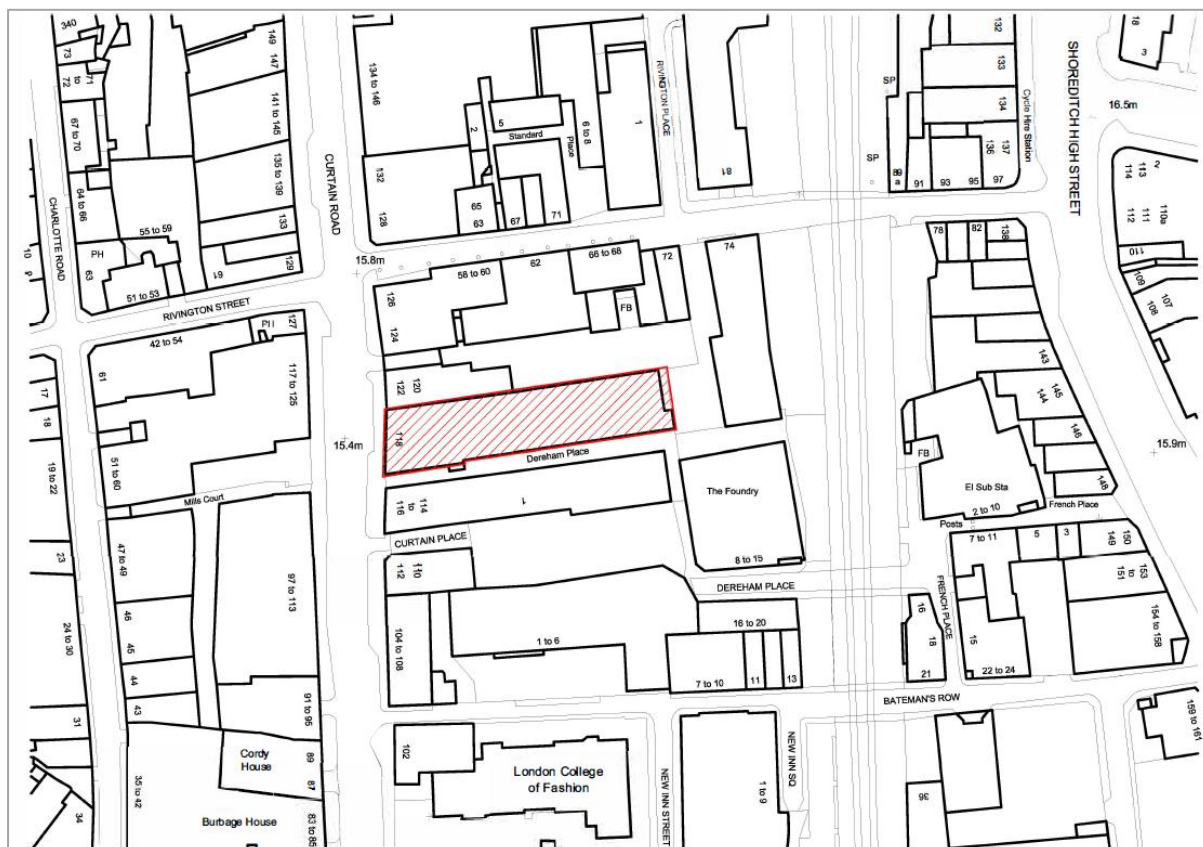 340
73
72
to
71
67 to 70
64 to 66
PH
63
51 to 53
55 to 59
CHARLOTTE ROAD
10
9
149
147
141 to 145
135 to 139
133
129
61
RIVINGTON STREET
CURTAIN ROAD
134 to 146
132
128
2
5
Standard
Place
6 to 8
1
65
63
67
71
RIVINGTON PLACE
81
SP
SP
89
a
91
93
95
97
132
133
134
136
137
Cycle Hire Station
SHOREDITCH HIGH STREET
18
3
16.5m
2
113
114
110a
111
112
110
109
108
107
15.8m
126
124
58 to 60
62
66 to 68
72
FB
74
78
82
138
143
145
144
146
148
15.9m
42 to 54
127
61
117 to 125
51 to 60
Mills Court
17
18
19 to 22
23
24 to 30
31
34
122
120
118
15.4m
Dereham Place
116
to
114
1
CURTAIN PLACE
112
110
The Foundry
8 to 15
DEREHAM PLACE
FB
El Sub Sta
2 to 10
French Place
Posts
7 to 11
5
3
149
150
153
to
151
154 to 158
FRENCH PLACE
16
18
21
15
22 to 24
47 to 49
46
45
44
43
97 to 113
91 to 95
104 to 108
1 to 6
16 to 20
7 to 10
11
13
BATEMAN'S ROW
159 to 161
Cordy
House
89
87
83 to 85
35 to 42
Burbage House
102
London College
of Fashion
NEW INN STREET
1 to 9
NEW INN SQ
36